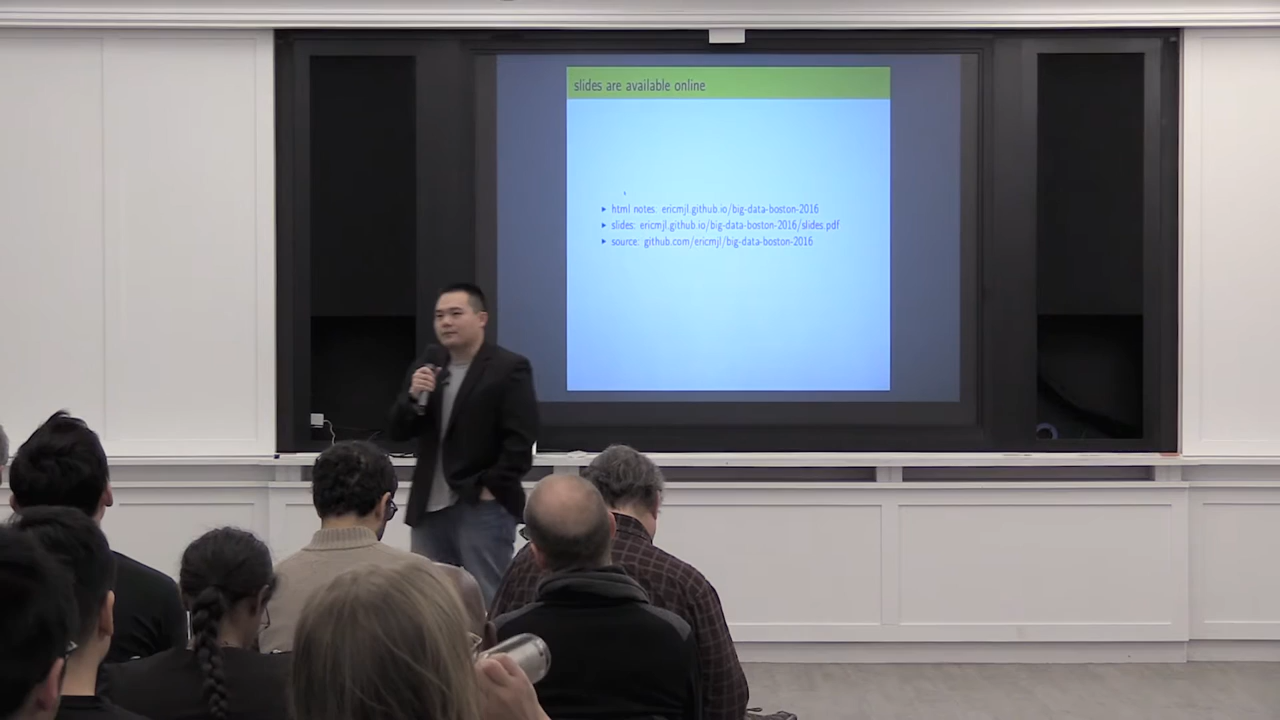 slides are available online
▸ html notes: ericmjl.github.io/big-data-boston-2016
▸ slides: ericmjl.github.io/big-data-boston-2016/slides.pdf
▸ source: github.com/ericmjl/big-data-boston-2016